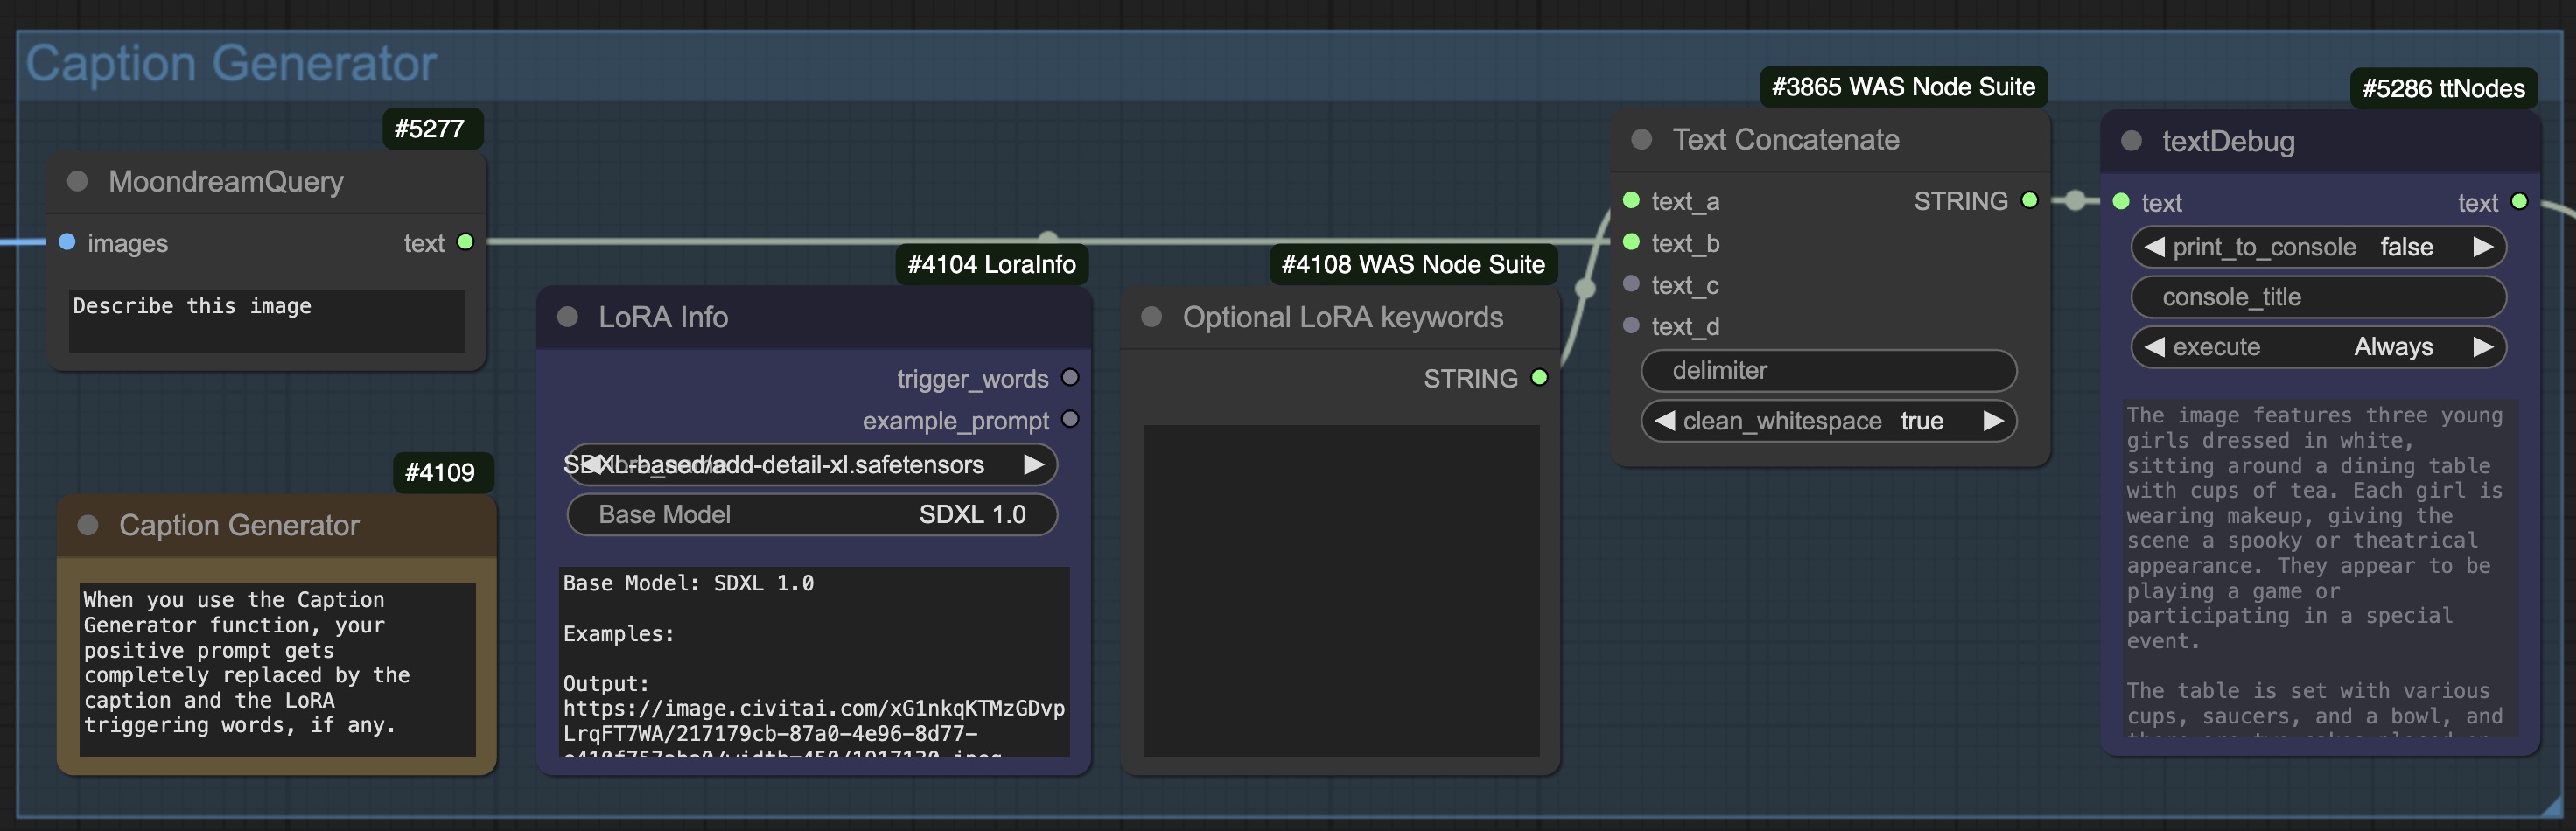 Caption Generator
#5277
MoondreamQuery
images
text
Describe this image
#4109
Caption Generator
When you use the Caption
Generator function, your
positive prompt gets
completely replaced by the
caption and the LoRA
triggering words, if any.
#4104 LoraInfo
LoRA Info
trigger_words
example_prompt
SDXL-based/add-detail-xl.safetensors
Base Model
SDXL 1.0
Base Model: SDXL 1.0
Examples:
Output:
https://image.civitai.com/xG1nkqKTMzGDvp
LrqFT7WA/217179cb-87a0-4e96-8d77-
#4108 WAS Node Suite
Optional LoRA keywords
STRING
#3865 WAS Node Suite
Text Concatenate
text_a
STRING
text_b
text_c
text_d
delimiter
clean_whitespace
true
#5286 ttNodes
textDebug
text
text
print_to_console
false
console_title
execute
Always
The image features three young
girls dressed in white,
sitting around a dining table
with cups of tea. Each girl is
wearing makeup, giving the
scene a spooky or theatrical
appearance. They appear to be
playing a game or
participating in a special
event.
The table is set with various
cups, saucers, and a bowl, and